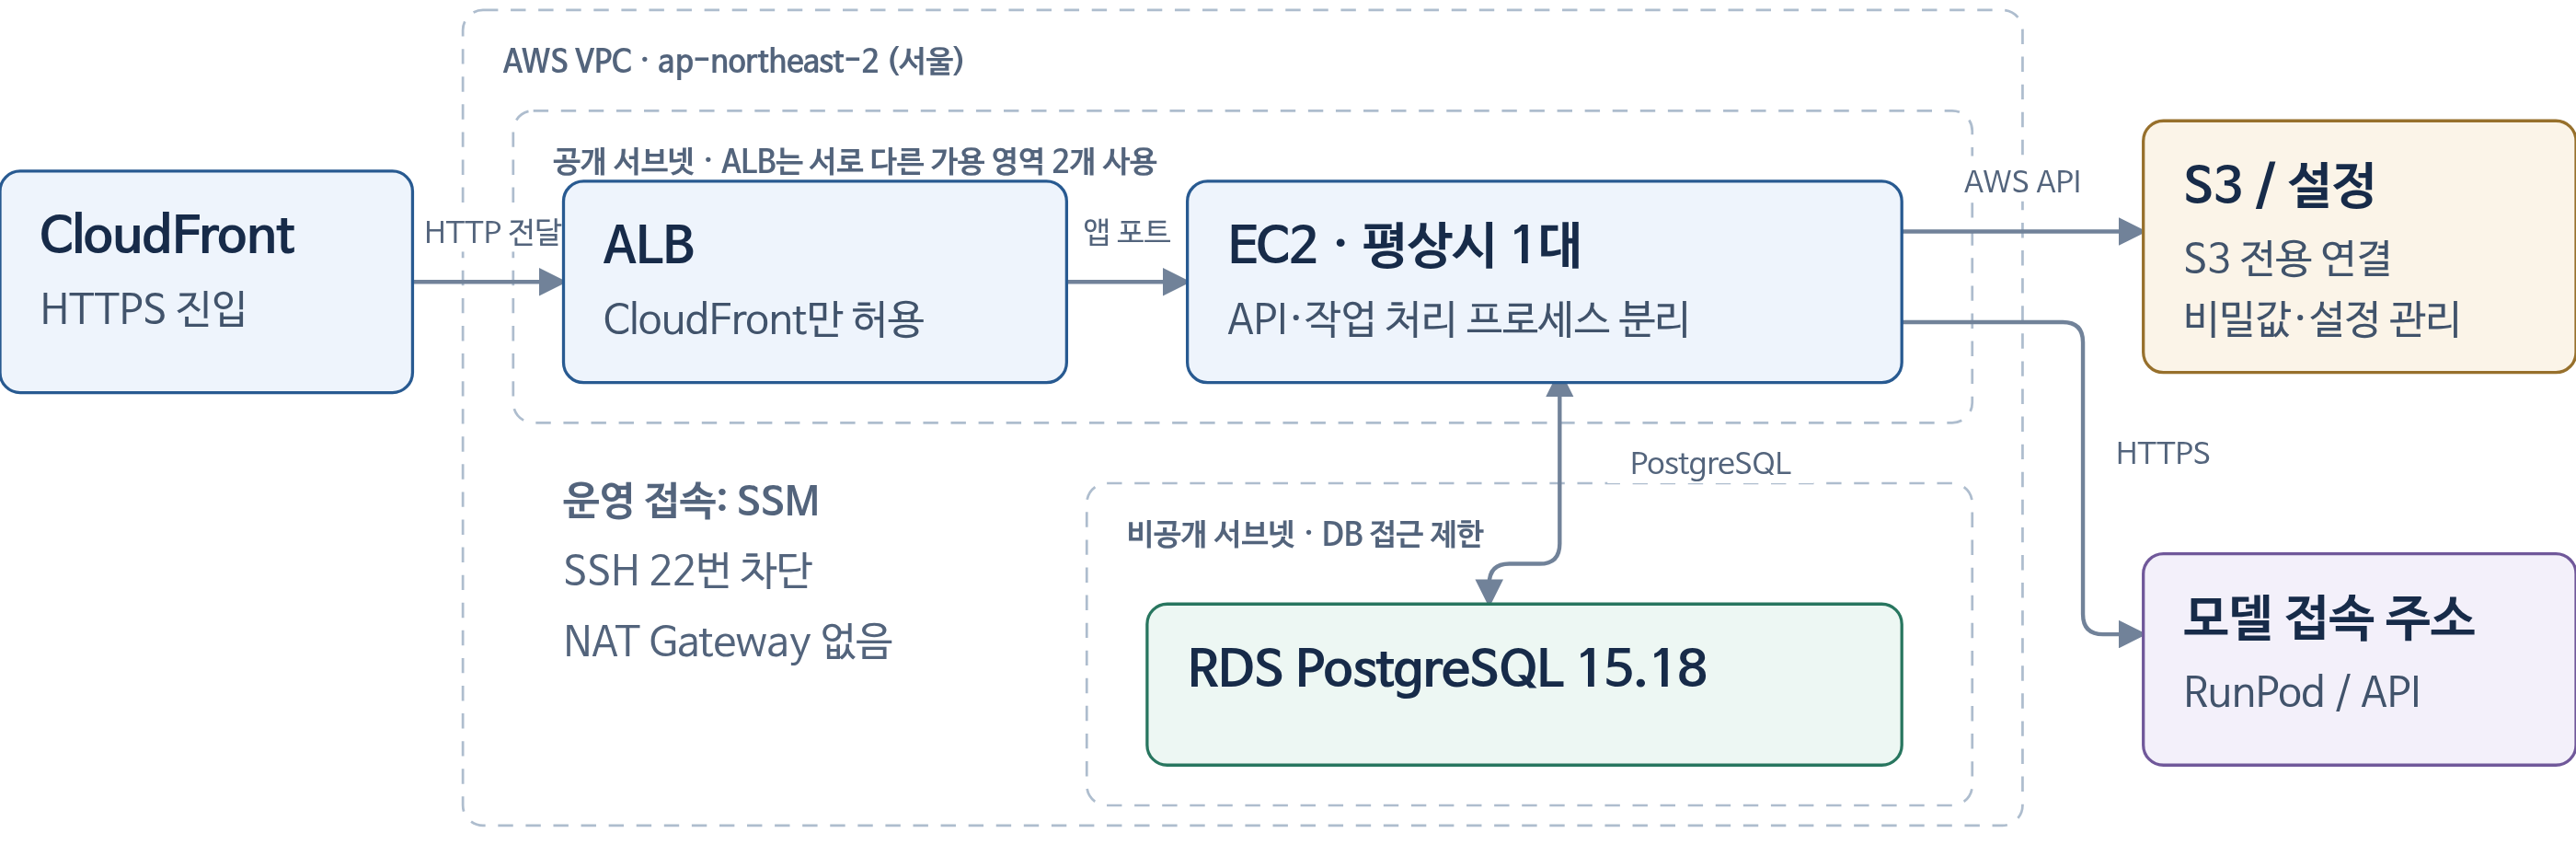 AWS VPC · ap-northeast-2 (서울)
공개 서브넷 · ALB는 서로 다른 가용 영역 2개 사용
CloudFront
HTTPS 진입
HTTP 전달
ALB
CloudFront만 허용
앱 포트
EC2 · 평상시 1대
API·작업 처리 프로세스 분리
AWS API
S3 / 설정
S3 전용 연결
비밀값·설정 관리
HTTPS
PostgreSQL
운영 접속: SSM
SSH 22번 차단
NAT Gateway 없음
비공개 서브넷 · DB 접근 제한
RDS PostgreSQL 15.18
모델 접속 주소
RunPod / API